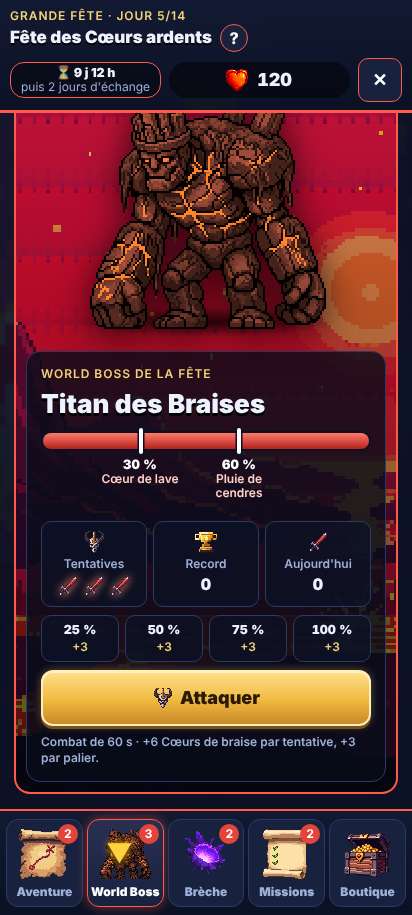 GRANDE FÊTE · JOUR 5/14
Fête des Cœurs ardents ?
⏳ 9 j 12 h
puis 2 jours d'échange
120
✕
WORLD BOSS DE LA FÊTE
Titan des Braises
30 % 60 %
Cœur de lave Pluie de
cendres
Tentatives Record Aujourd'hui
0 0
25 % 50 % 75 % 100 %
+3 +3 +3 +3
Attaquer
Combat de 60 s · +6 Cœurs de braise par tentative, +3
par palier.
2 3 2 2
Aventure World Boss Brèche Missions Boutique